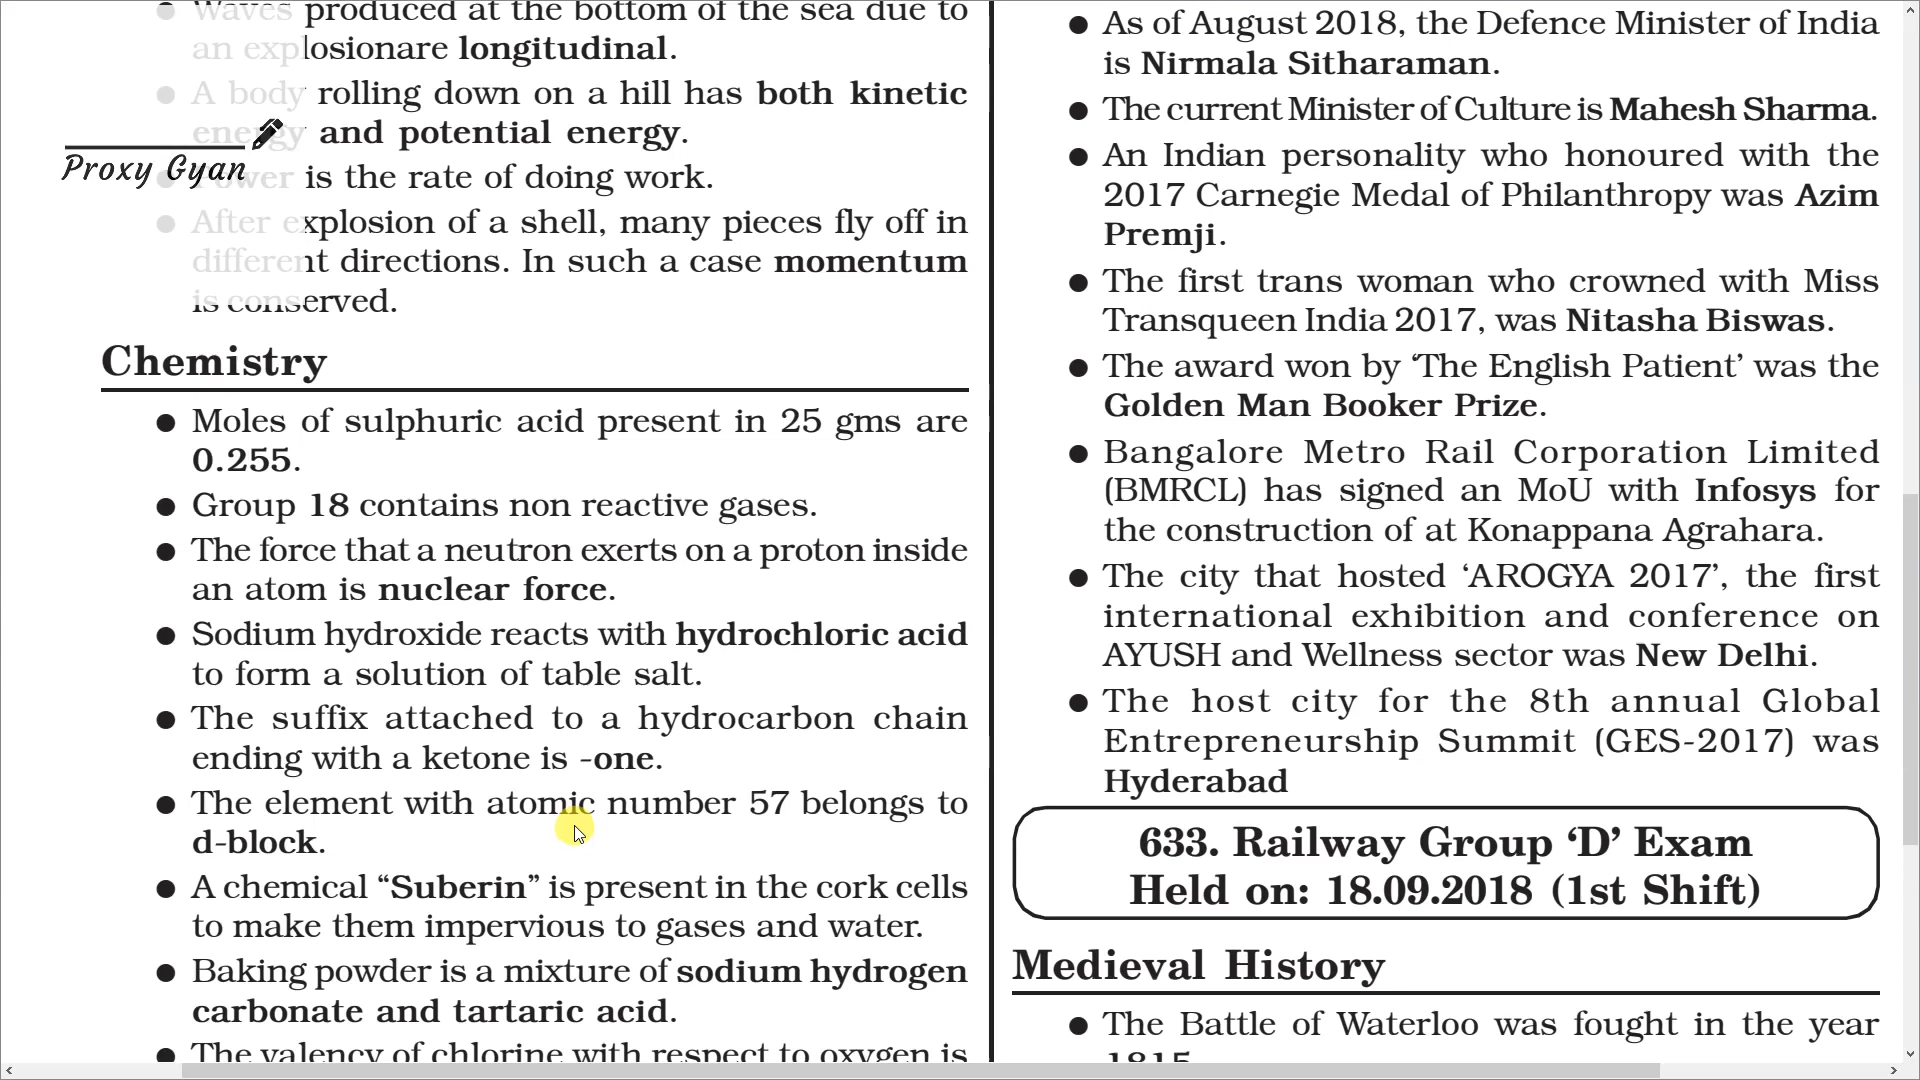 Waves produced at the bottom of the sea due to
an explosionare longitudinal.
● A body rolling down on a hill has both kinetic
energy and potential energy.
Proxy Gyan
● Power is the rate of doing work.
● After explosion of a shell, many pieces fly off in
different directions. In such a case momentum
is conserved.
Chemistry
● Moles of sulphuric acid present in 25 gms are
0.255.
● Group 18 contains non reactive gases.
● The force that a neutron exerts on a proton inside
an atom is nuclear force.
● Sodium hydroxide reacts with hydrochloric acid
to form a solution of table salt.
● The suffix attached to a hydrocarbon chain
ending with a ketone is -one.
● The element with atomic number 57 belongs to
d-block.
● A chemical “Suberin” is present in the cork cells
to make them impervious to gases and water.
● Baking powder is a mixture of sodium hydrogen
carbonate and tartaric acid.
● The valency of chlorine with respect to oxygen is
● As of August 2018, the Defence Minister of India
is Nirmala Sitharaman.
● The current Minister of Culture is Mahesh Sharma.
● An Indian personality who honoured with the
2017 Carnegie Medal of Philanthropy was Azim
Premji.
● The first trans woman who crowned with Miss
Transqueen India 2017, was Nitasha Biswas.
● The award won by ‘The English Patient’ was the
Golden Man Booker Prize.
● Bangalore Metro Rail Corporation Limited
(BMRCL) has signed an MoU with Infosys for
the construction of at Konappana Agrahara.
● The city that hosted ‘AROGYA 2017’, the first
international exhibition and conference on
AYUSH and Wellness sector was New Delhi.
● The host city for the 8th annual Global
Entrepreneurship Summit (GES-2017) was
Hyderabad
633. Railway Group ‘D’ Exam
Held on: 18.09.2018 (1st Shift)
Medieval History
● The Battle of Waterloo was fought in the year
1815